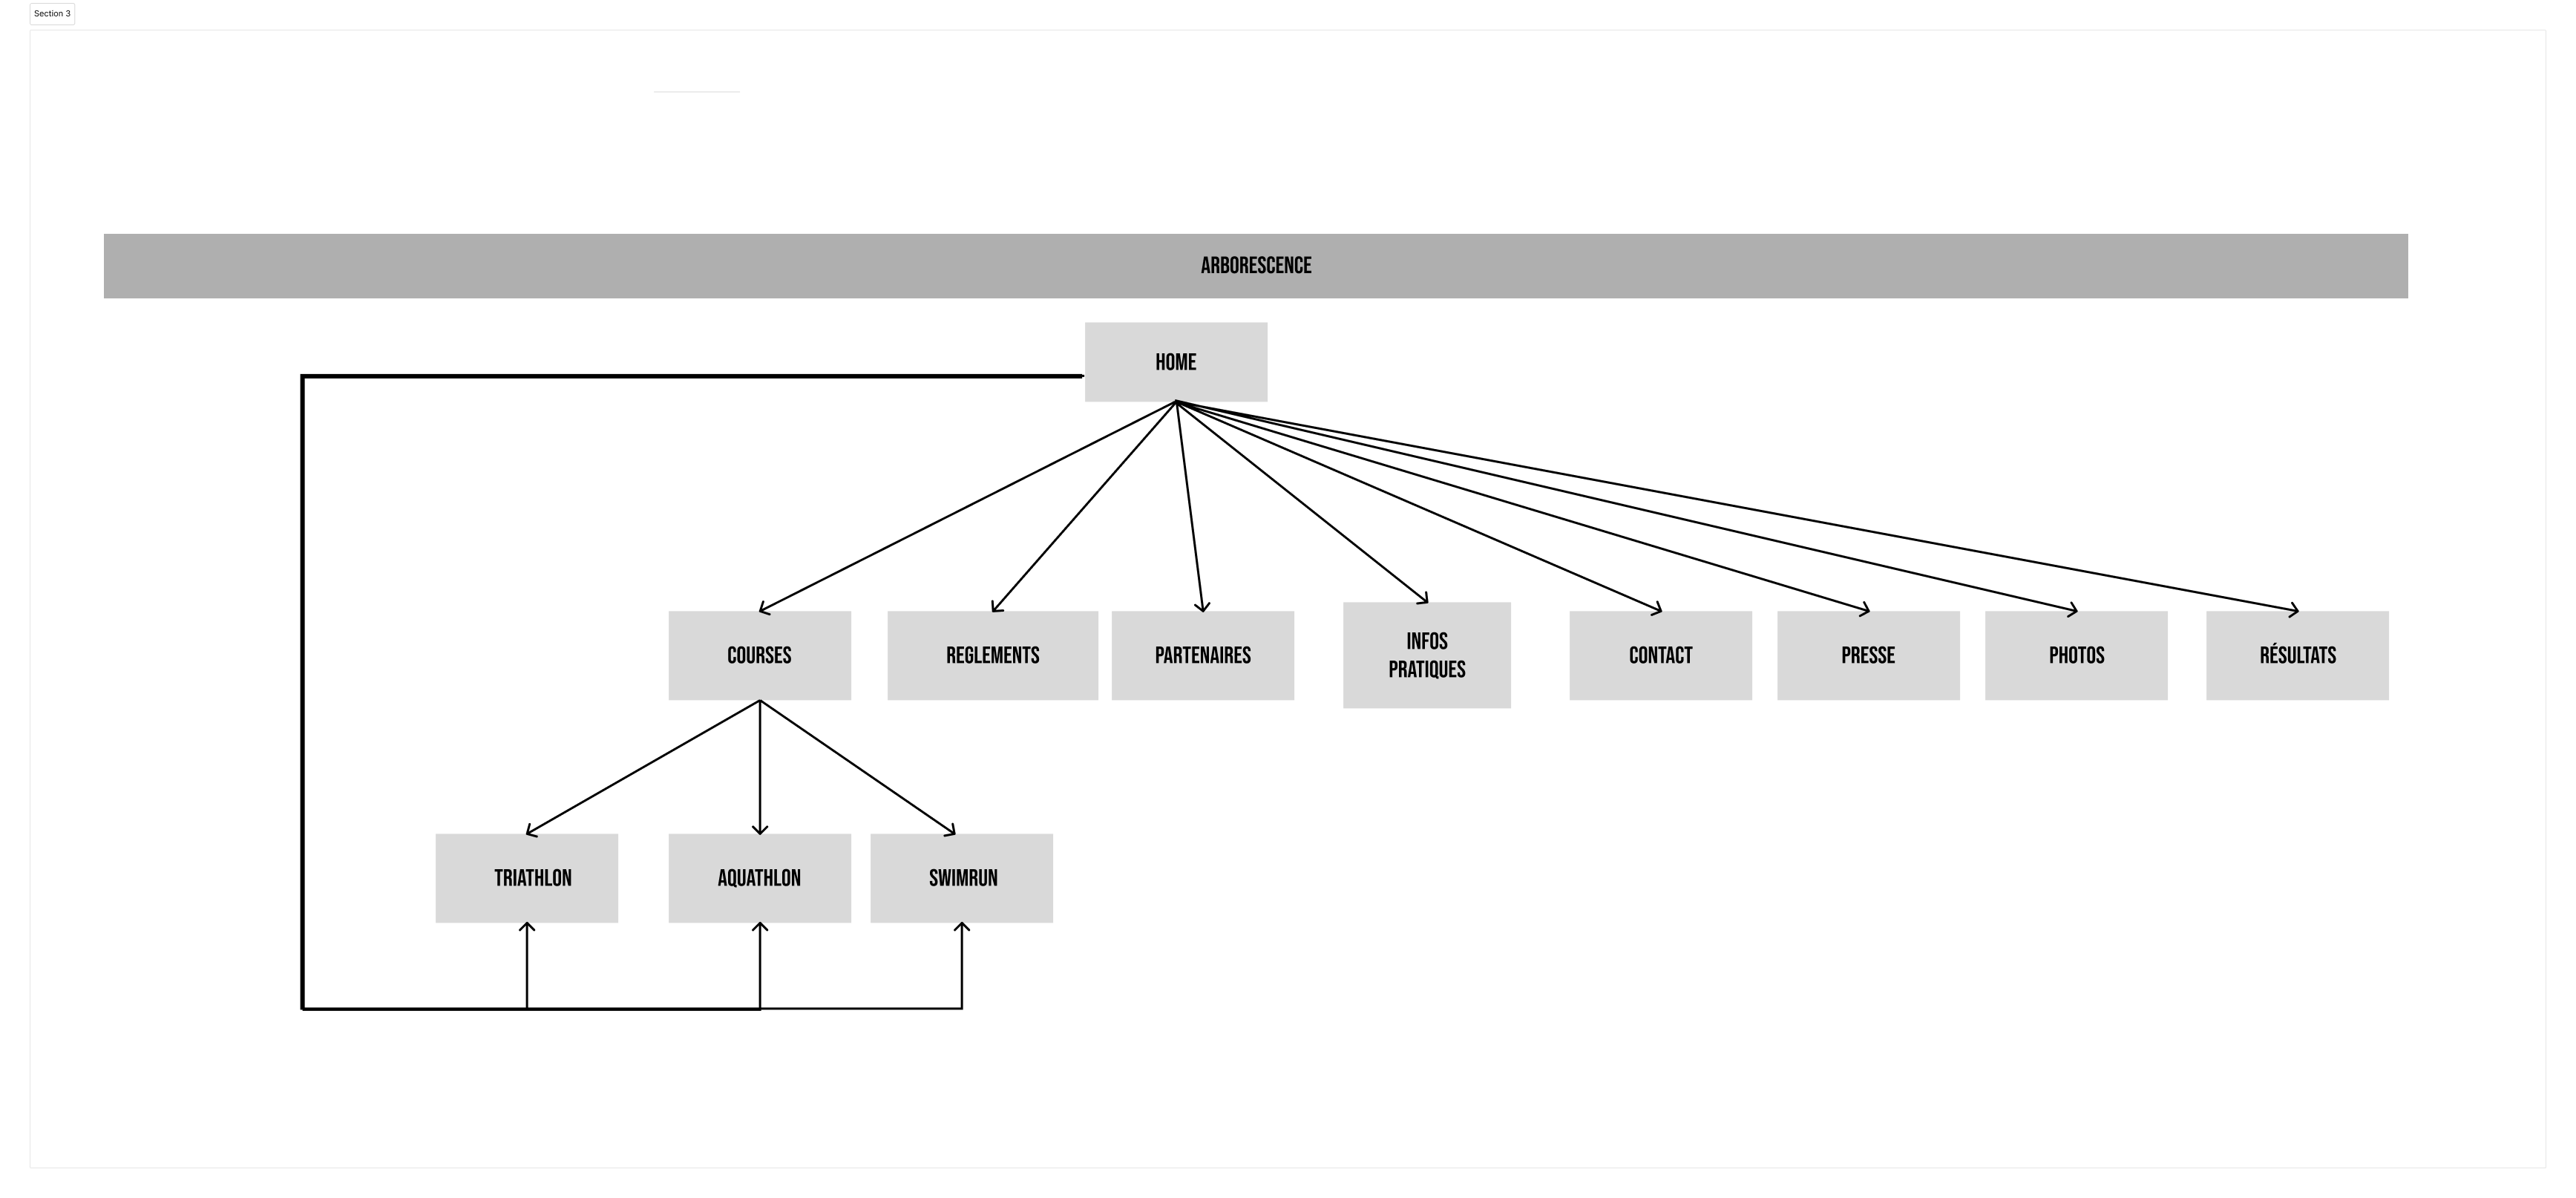 Section 3
ARBORESCENCE
HOME
COURSES
REGLEMENTS
PARTENAIRES
INFOS
PRATIQUES
CONTACT
PRESSE
PHOTOS
RÉSULTATS
TRIATHLON
AQUATHLON
SWIMRUN